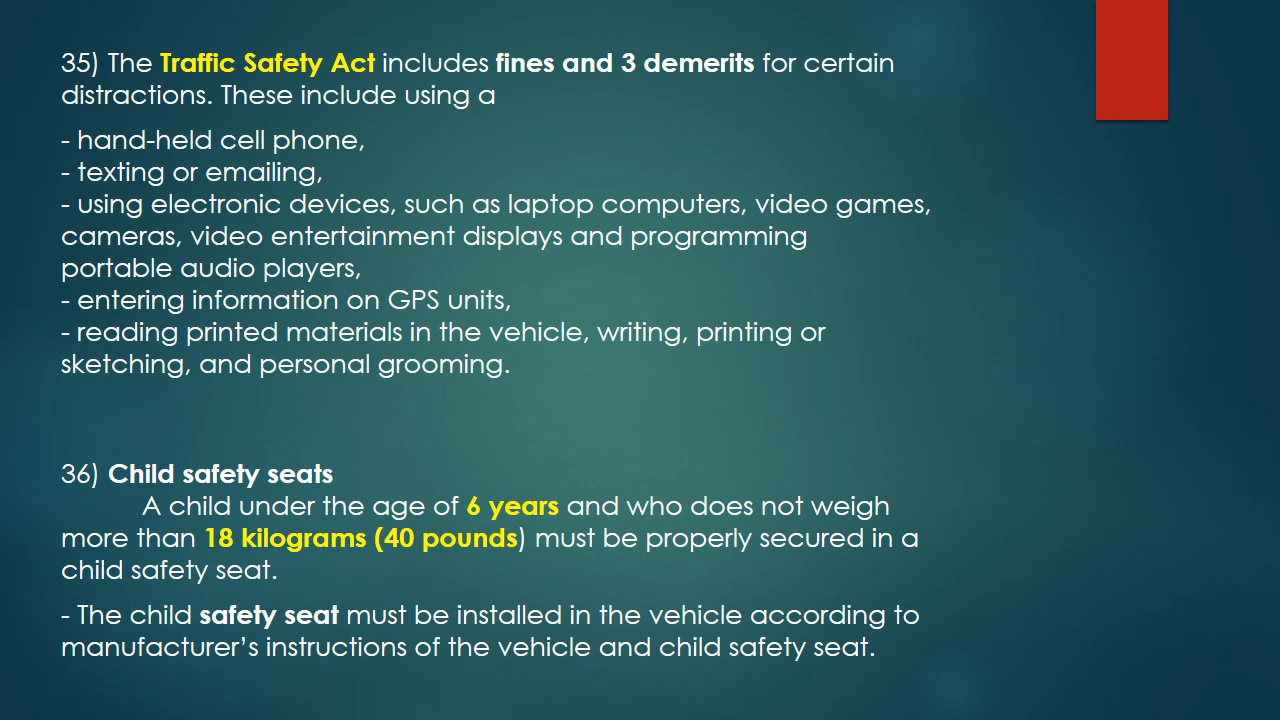 35) The Traffic Safety Act includes fines and 3 demerits for certain
distractions. These include using a
- hand-held cell phone,
- texting or emailing,
- using electronic devices, such as laptop computers, video games,
cameras, video entertainment displays and programming
portable audio players,
- entering information on GPS units,
- reading printed materials in the vehicle, writing, printing or
sketching, and personal grooming.
36) Child safety seats
A child under the age of 6 years and who does not weigh
more than 18 kilograms (40 pounds) must be properly secured in a
child safety seat.
- The child safety seat must be installed in the vehicle according to
manufacturer’s instructions of the vehicle and child safety seat.